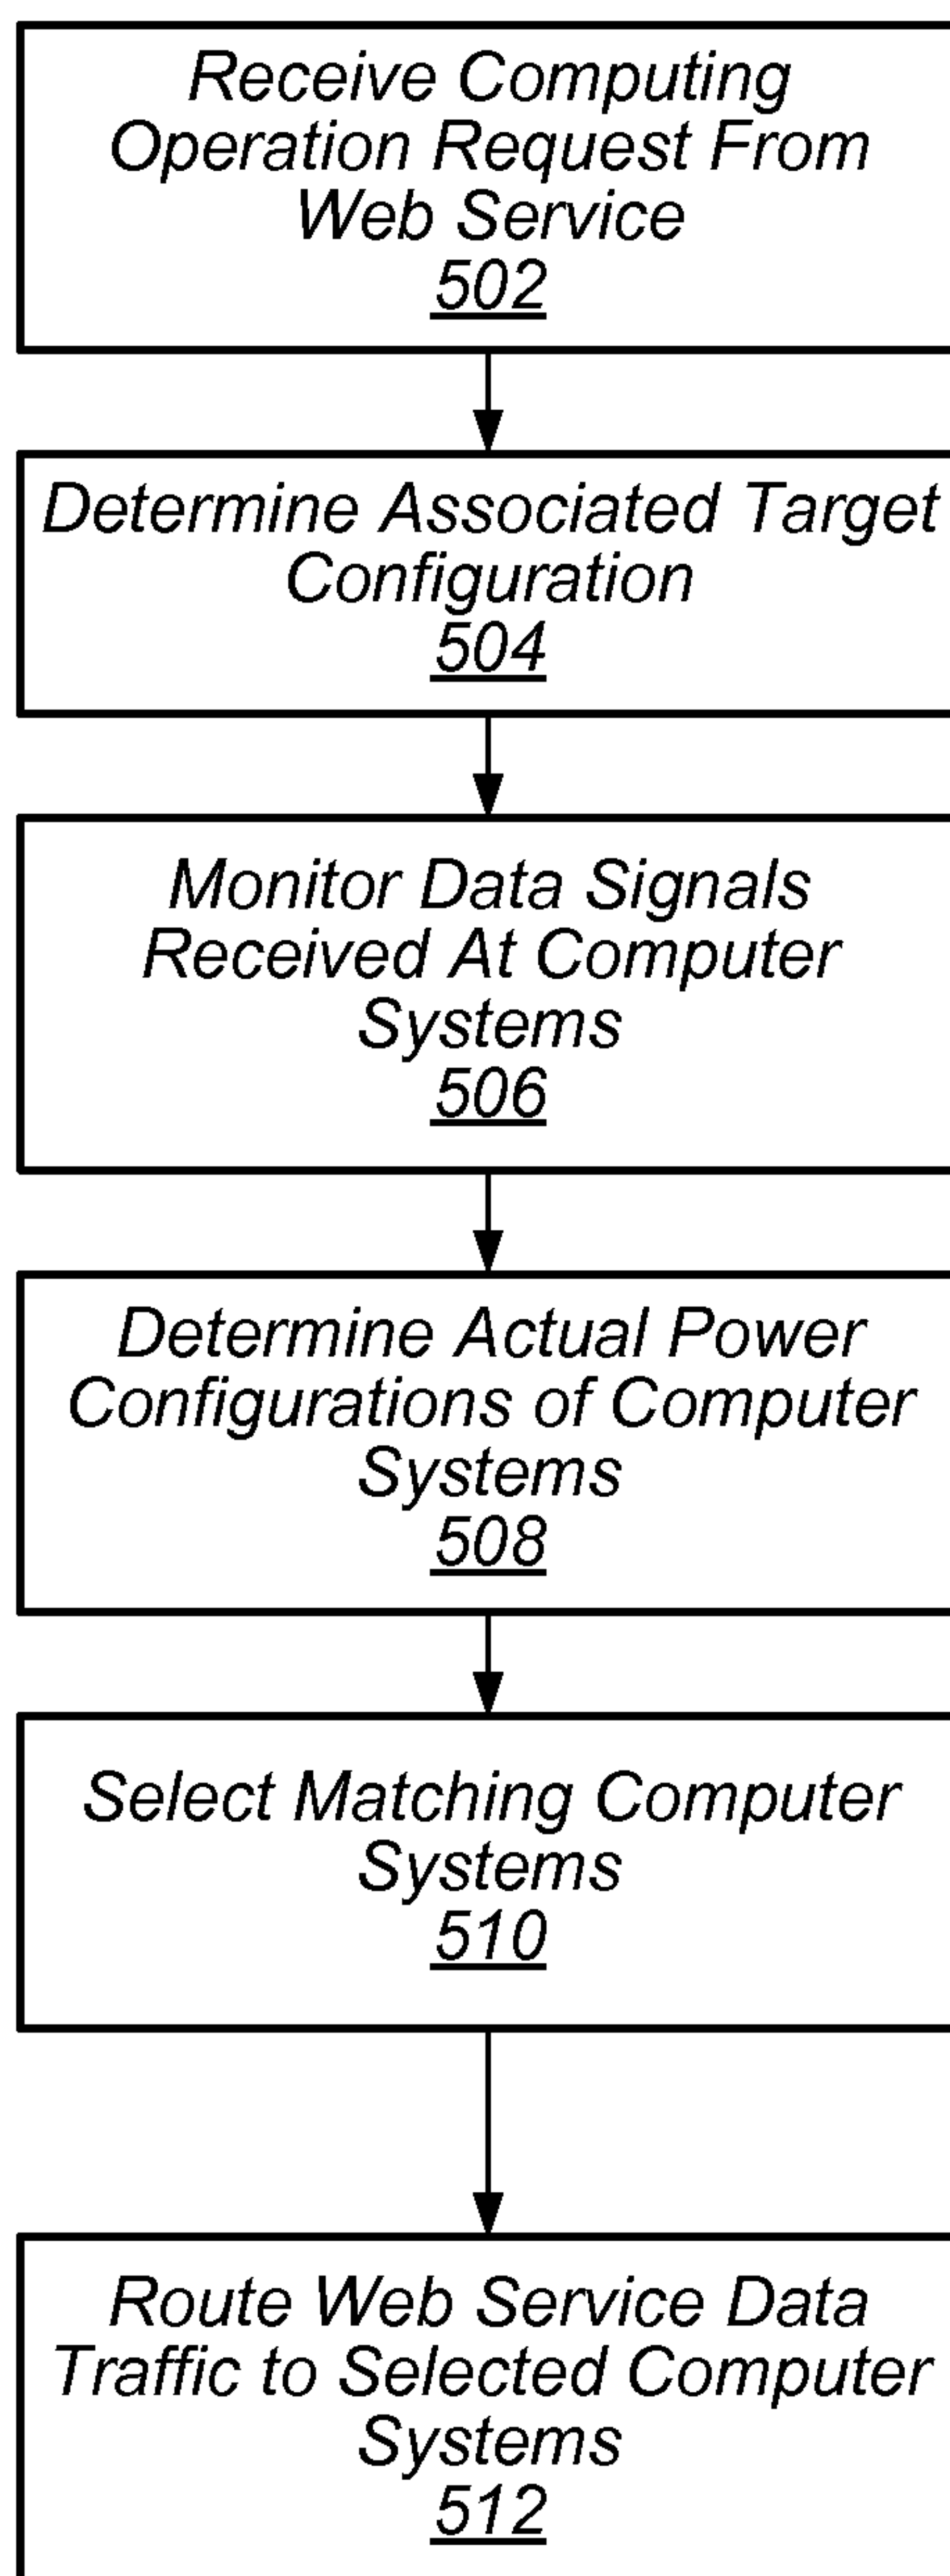 Receive Computing
Operation Request From
Web Service
502
Determine Associated Target
Configuration
504
Monitor Data Signals
Received At Computer
Systems
506
Determine Actual Power
Configurations of Computer
Systems
508
Select Matching Computer
Systems
510
Route Web Service Data
Traffic to Selected Computer
Systems
512